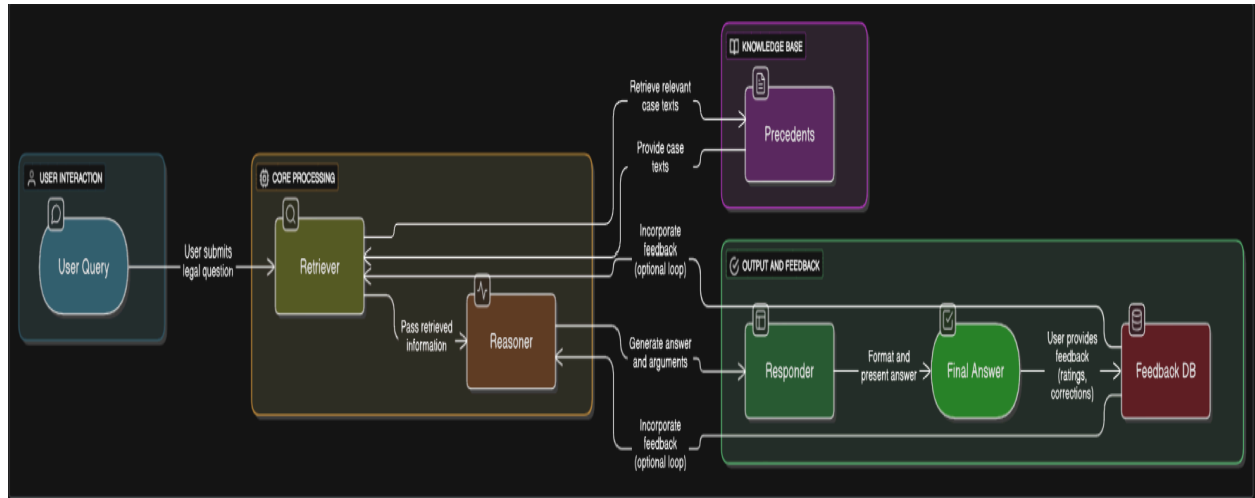 KNOWLEDGE BASE
Retrieve relevant
case texts
Precedents
Provide case
texts
USER INTERACTION
CORE PROCESSING
User Query
User submits
legal question
Retriever
Incorporate
feedback
(optional loop)
OUTPUT AND FEEDBACK
Pass retrieved
information
Reasoner
Generate answer
and arguments
Responder
Format and
present answer
Final Answer
User provides
feedback
(ratings,
corrections)
Feedback DB
Incorporate
feedback
(optional loop)